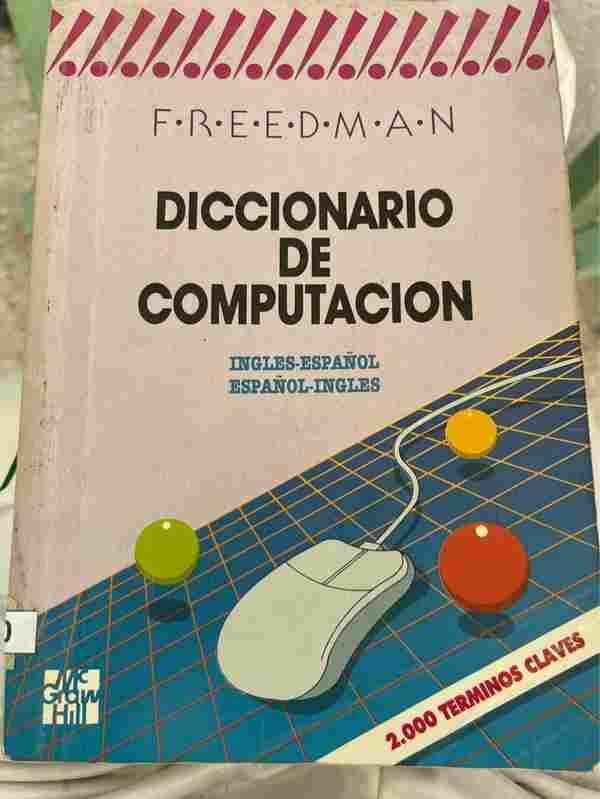 F·R·E·E·D·M·A·N
DICCIONARIO
DE
COMPUTACION
INGLES-ESPAÑOL
ESPAÑOL-INGLES
2.000 TERMINOS CLAVES
Mc
Graw
Hill